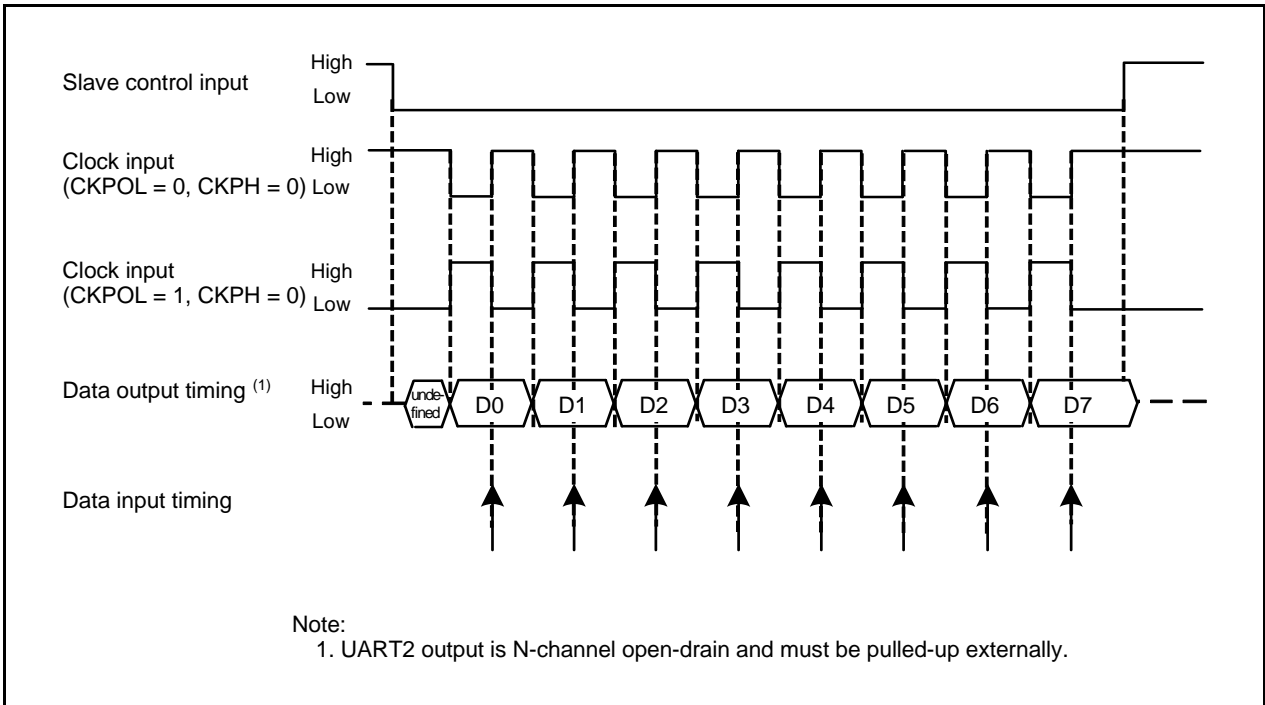 Slave control input
High
Low
Clock input
(CKPOL = 0, CKPH = 0)
High
Low
Clock input
(CKPOL = 1, CKPH = 0)
High
Low
Data output timing (1)
High
Low
unde-
fined
D0 D1 D2 D3 D4 D5 D6 D7
Data input timing
Note:
1. UART2 output is N-channel open-drain and must be pulled-up externally.